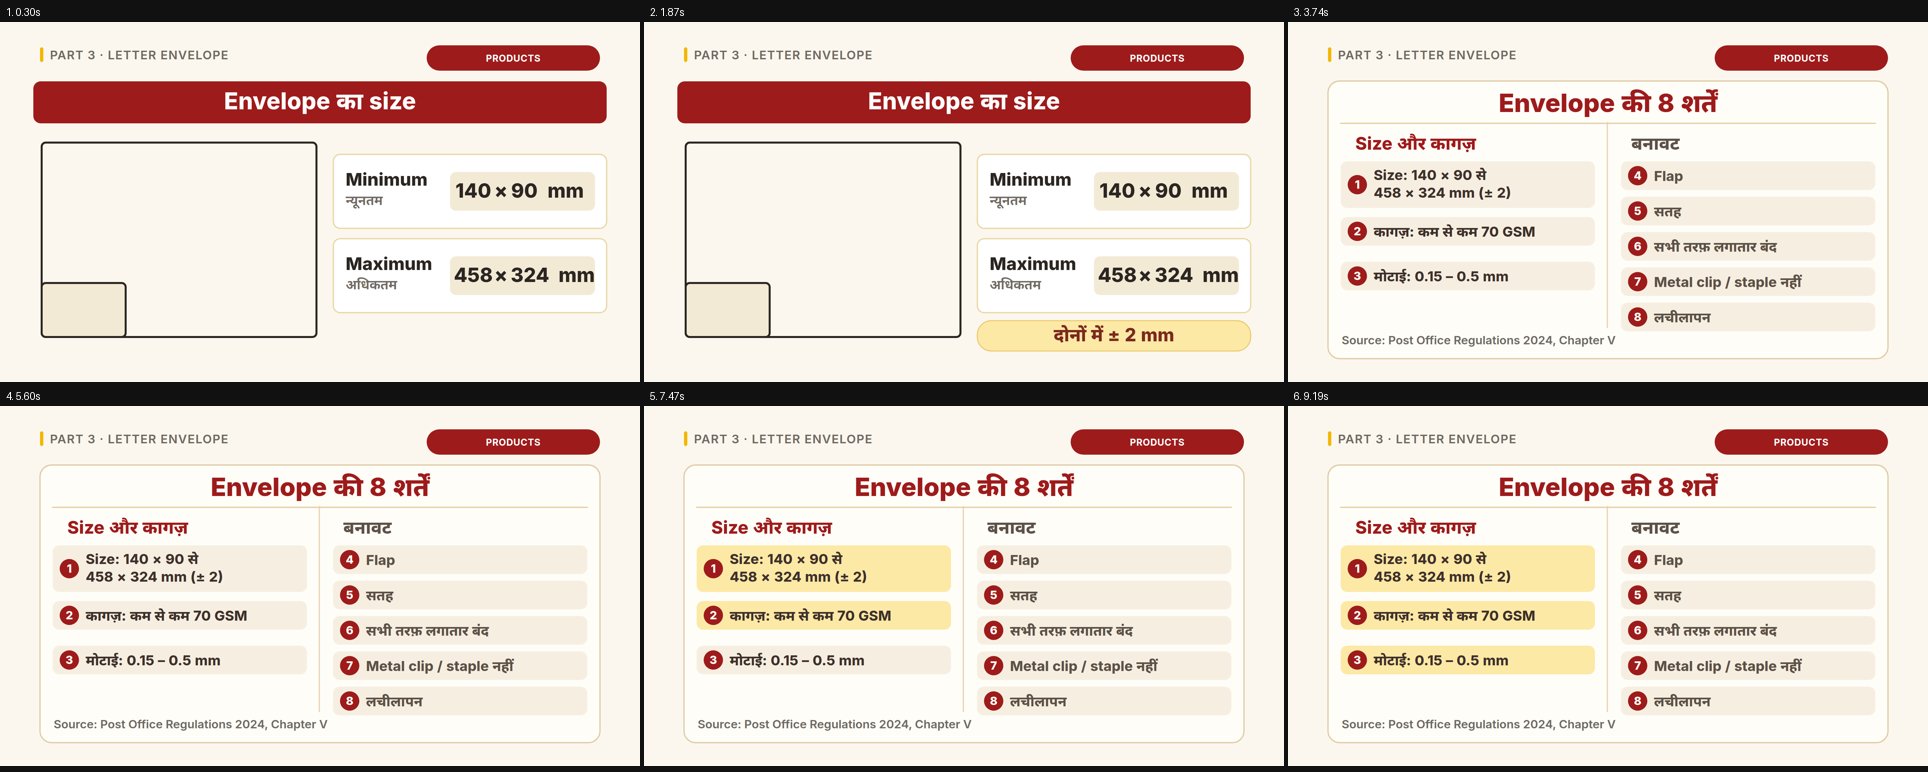 1. 0.30s
PART 3 · LETTER ENVELOPE
PRODUCTS
Envelope का size
Minimum
न्यूनतम
140 × 90 mm
Maximum
अधिकतम
458 × 324 mm
2. 1.87s
PART 3 · LETTER ENVELOPE
PRODUCTS
Envelope का size
Minimum
न्यूनतम
140 × 90 mm
Maximum
अधिकतम
458 × 324 mm
दोनों में ± 2 mm
3. 3.74s
PART 3 · LETTER ENVELOPE
PRODUCTS
Envelope की 8 शर्तें
Size और कागज़
1 Size: 140 × 90 से
458 × 324 mm (± 2)
2 कागज़: कम से कम 70 GSM
3 मोटाई: 0.15 – 0.5 mm
बनावट
4 Flap
5 सतह
6 सभी तरफ़ लगातार बंद
7 Metal clip / staple नहीं
8 लचीलापन
Source: Post Office Regulations 2024, Chapter V
4. 5.60s
PART 3 · LETTER ENVELOPE
PRODUCTS
Envelope की 8 शर्तें
Size और कागज़
1 Size: 140 × 90 से
458 × 324 mm (± 2)
2 कागज़: कम से कम 70 GSM
3 मोटाई: 0.15 – 0.5 mm
बनावट
4 Flap
5 सतह
6 सभी तरफ़ लगातार बंद
7 Metal clip / staple नहीं
8 लचीलापन
Source: Post Office Regulations 2024, Chapter V
5. 7.47s
PART 3 · LETTER ENVELOPE
PRODUCTS
Envelope की 8 शर्तें
Size और कागज़
1 Size: 140 × 90 से
458 × 324 mm (± 2)
2 कागज़: कम से कम 70 GSM
3 मोटाई: 0.15 – 0.5 mm
बनावट
4 Flap
5 सतह
6 सभी तरफ़ लगातार बंद
7 Metal clip / staple नहीं
8 लचीलापन
Source: Post Office Regulations 2024, Chapter V
6. 9.19s
PART 3 · LETTER ENVELOPE
PRODUCTS
Envelope की 8 शर्तें
Size और कागज़
1 Size: 140 × 90 से
458 × 324 mm (± 2)
2 कागज़: कम से कम 70 GSM
3 मोटाई: 0.15 – 0.5 mm
बनावट
4 Flap
5 सतह
6 सभी तरफ़ लगातार बंद
7 Metal clip / staple नहीं
8 लचीलापन
Source: Post Office Regulations 2024, Chapter V